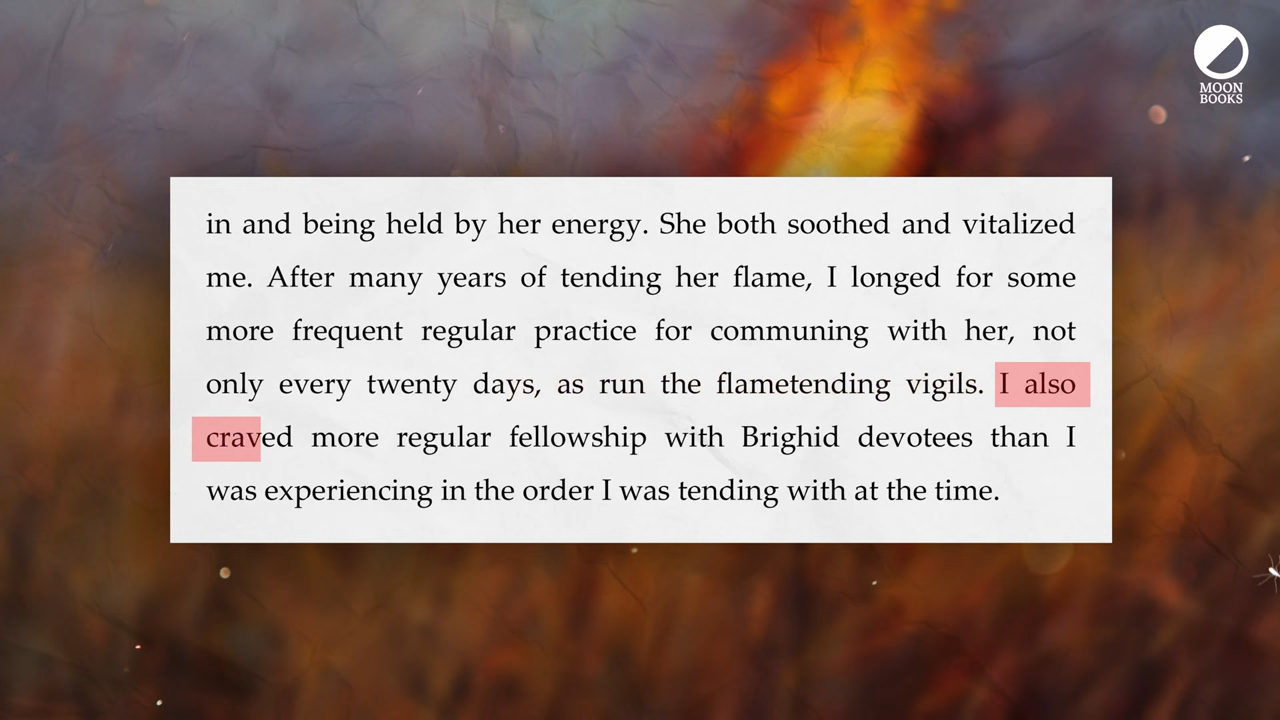 MOON
BOOKS
in and being held by her energy. She both soothed and vitalized
me. After many years of tending her flame, I longed for some
more frequent regular practice for communing with her, not
only every twenty days, as run the flametending vigils. I also
craved more regular fellowship with Brighid devotees than I
was experiencing in the order I was tending with at the time.